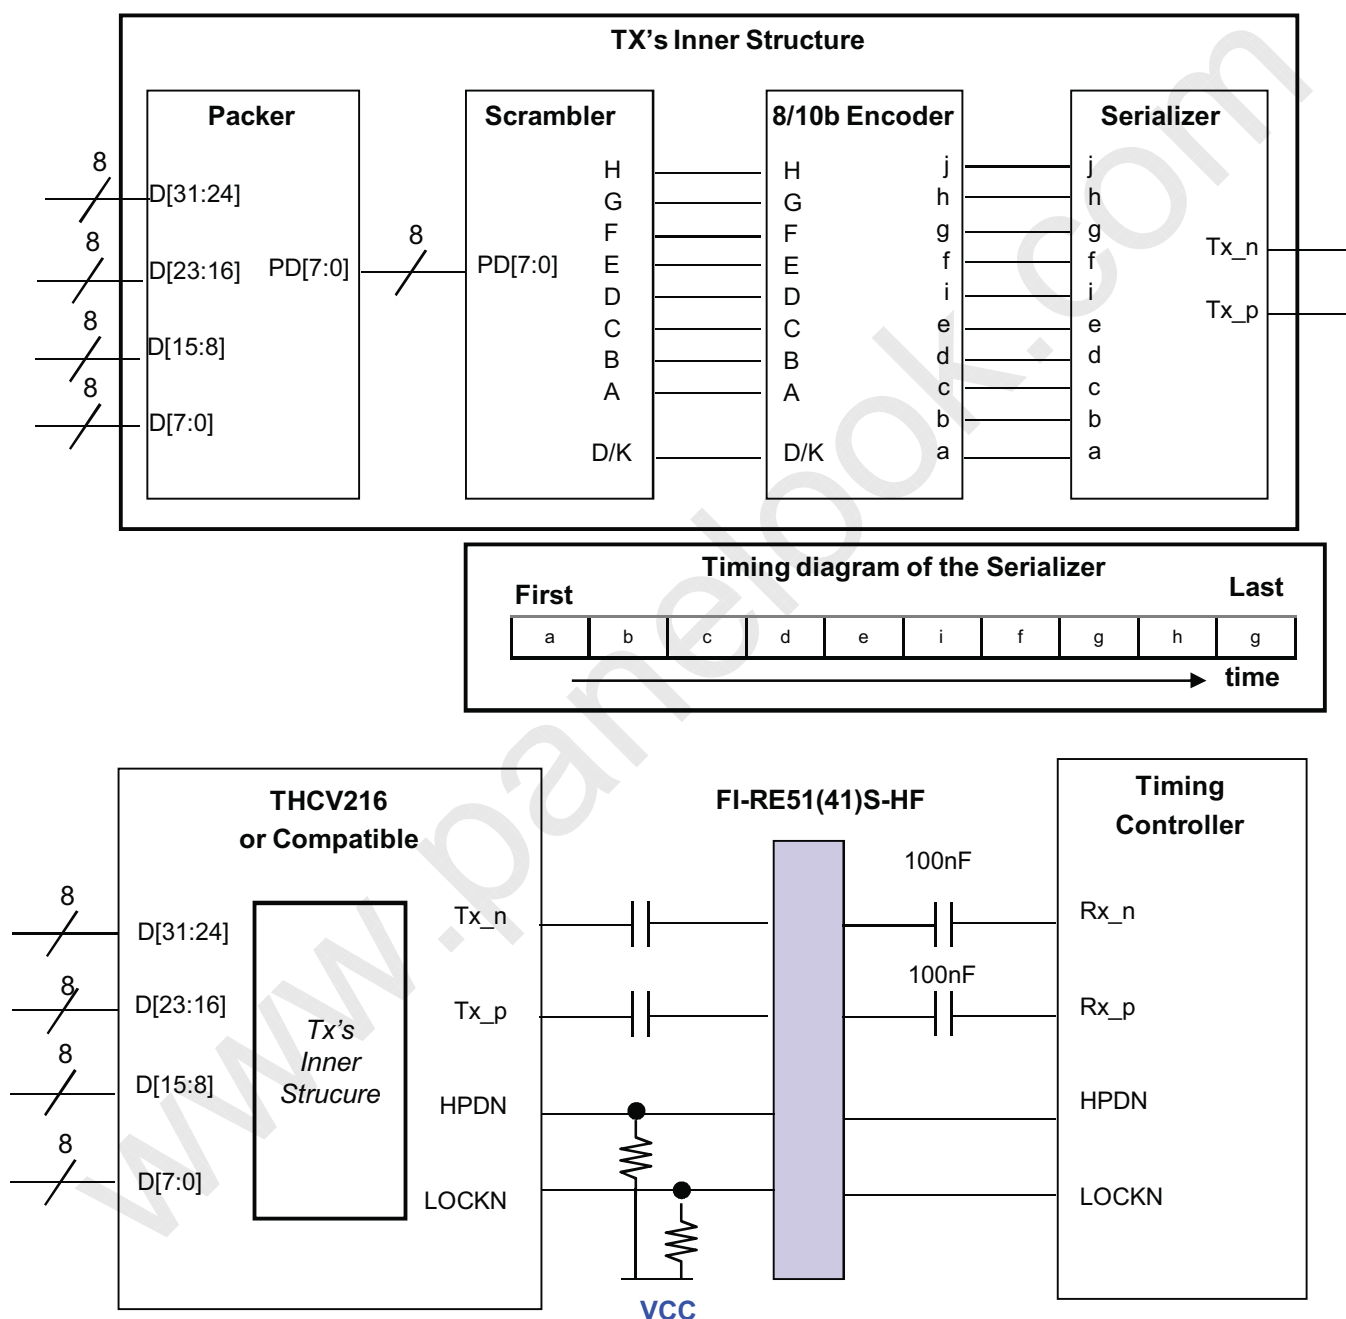 TX's Inner Structure
Packer
Scrambler
8/10b Encoder
Serializer
8
D[31:24]
8
D[23:16]
8
D[15:8]
8
D[7:0]
PD[7:0]
8
PD[7:0]
H
G
F
E
D
C
B
A
D/K
H
G
F
E
D
C
B
A
D/K
j
h
g
f
i
e
d
c
b
a
j
h
g
f
i
e
d
c
b
a
Tx_n
Tx_p
Timing diagram of the Serializer
First
Last
a b c d e i f g h g
time
THCV216
or Compatible
FI-RE51(41)S-HF
Timing
Controller
8
D[31:24]
8
D[23:16]
8
D[15:8]
8
D[7:0]
Tx's
Inner
Strucure
Tx_n
Tx_p
HPDN
LOCKN
100nF
100nF
Rx_n
Rx_p
HPDN
LOCKN
VCC
www.panelook.com